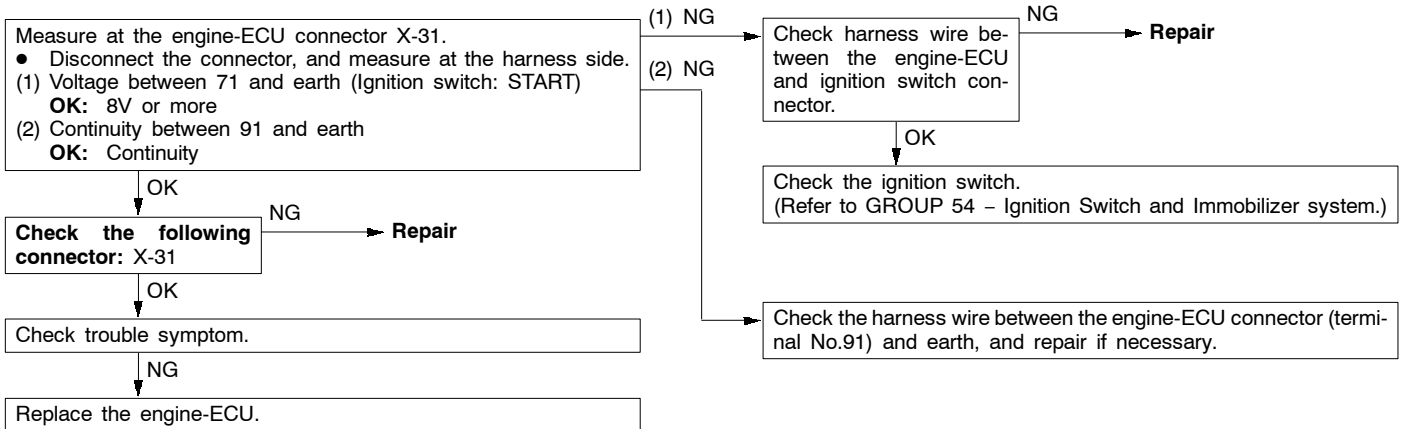 Measure at the engine-ECU connector X-31.
● Disconnect the connector, and measure at the harness side.
(1) Voltage between 71 and earth (Ignition switch: START)
OK: 8V or more
(2) Continuity between 91 and earth
OK: Continuity
(1) NG
(2) NG
Check harness wire be-
tween the engine-ECU
and ignition switch con-
nector.
NG
Repair
OK
Check the ignition switch.
(Refer to GROUP 54 – Ignition Switch and Immobilizer system.)
OK
Check the following
connector: X-31
NG
Repair
OK
Check trouble symptom.
Check the harness wire between the engine-ECU connector (termi-
nal No.91) and earth, and repair if necessary.
NG
Replace the engine-ECU.